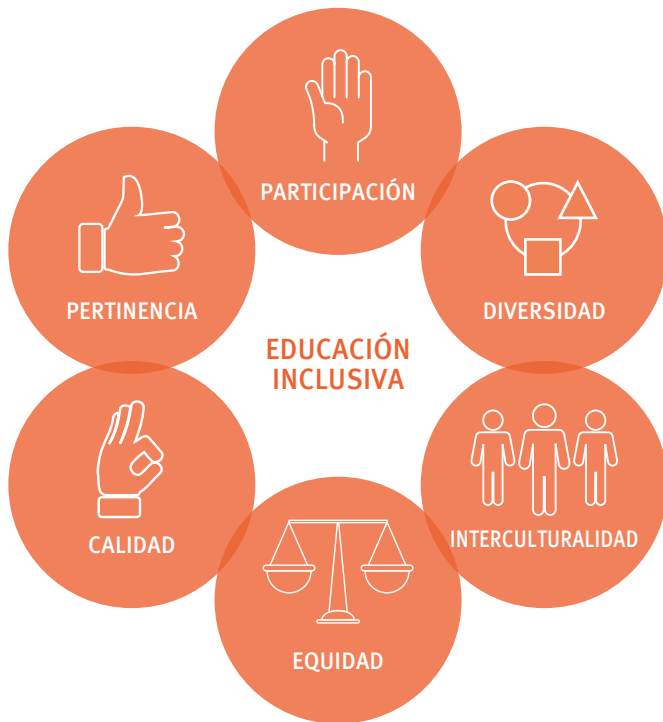 PARTICIPACIÓN
PERTINENCIA
DIVERSIDAD
EDUCACIÓN
INCLUSIVA
CALIDAD
INTERCULTURALIDAD
EQUIDAD